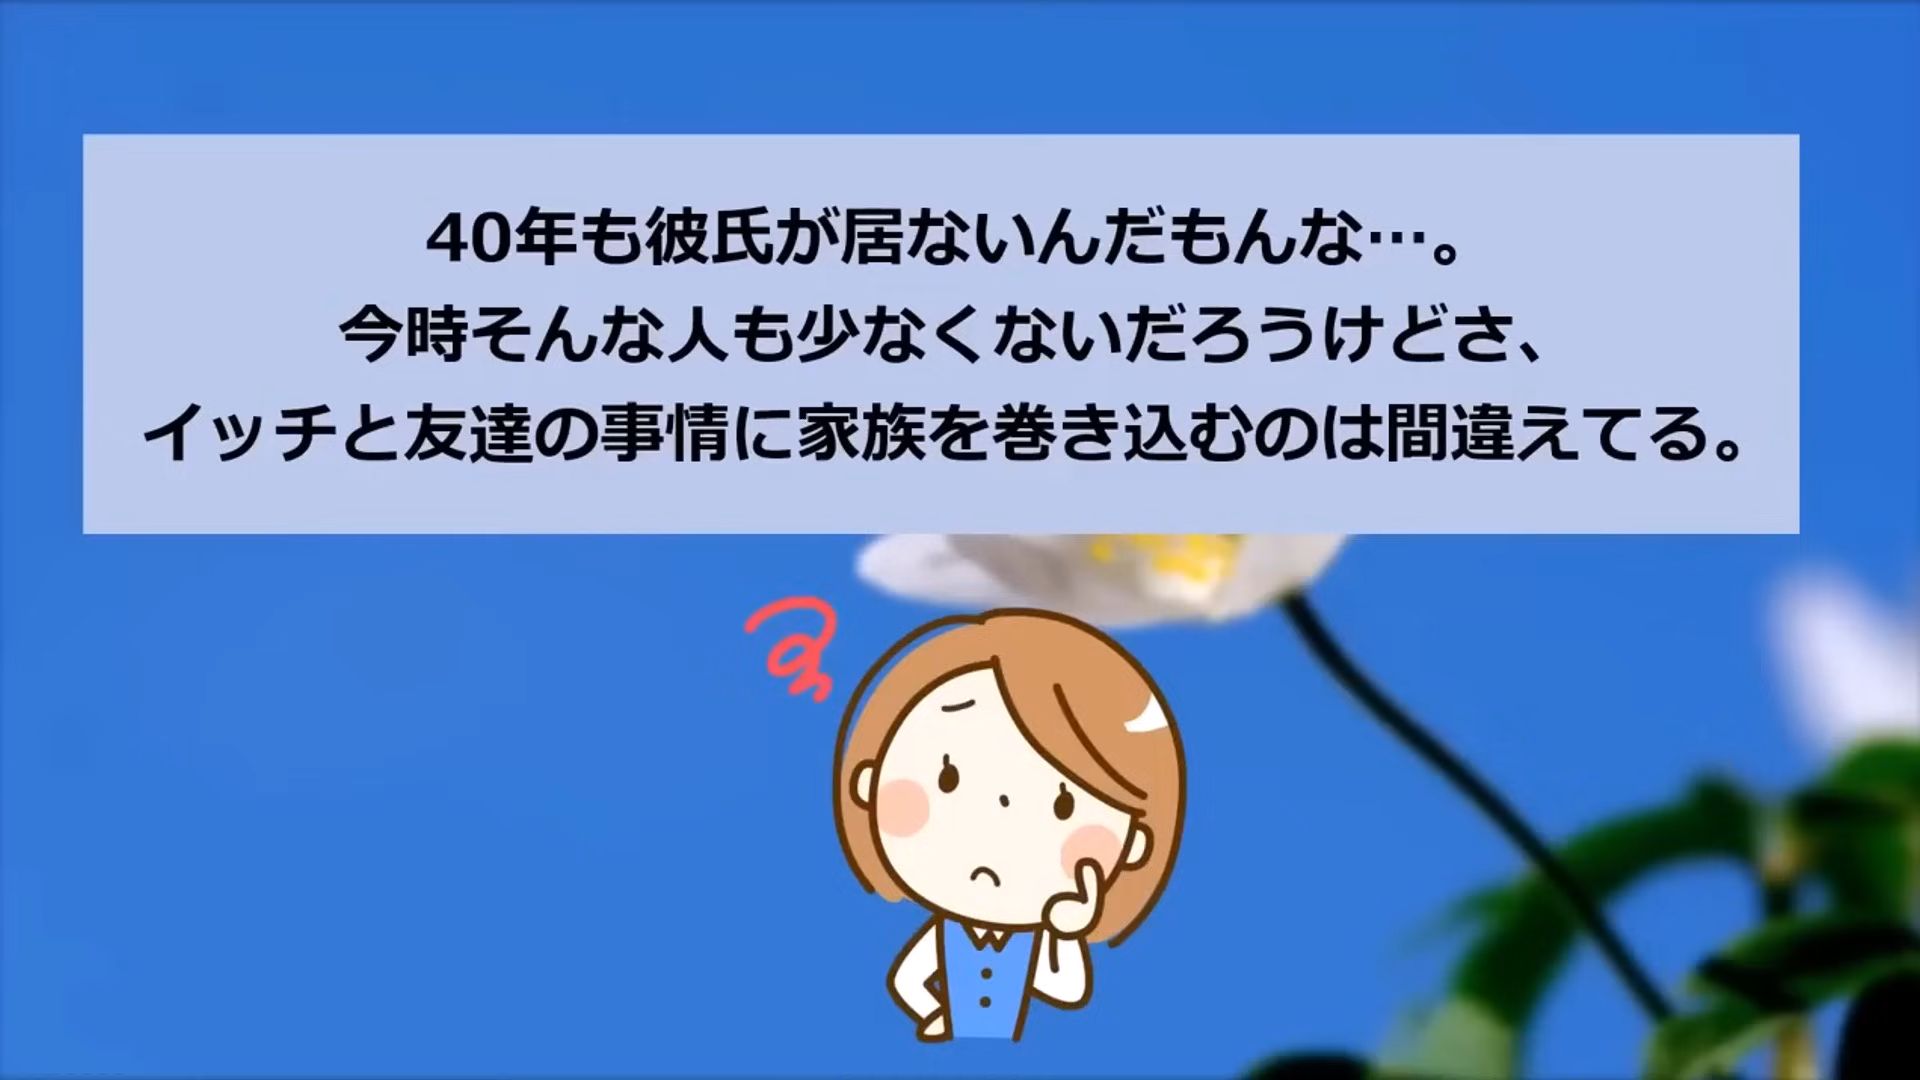 40年も彼氏が居ないんだもんな…。
今時そんな人も少なくないだろうけどさ、
イッチと友達の事情に家族を巻き込むのは間違えてる。